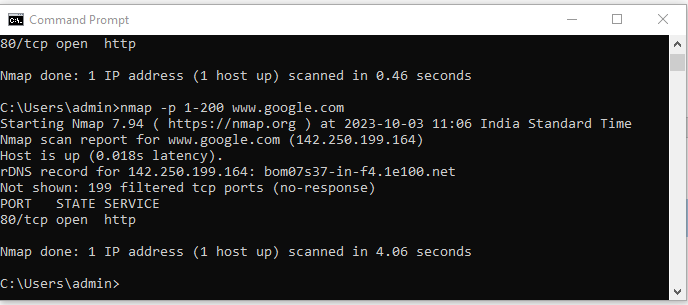 Command Prompt
80/tcp open  http
Nmap done: 1 IP address (1 host up) scanned in 0.46 seconds
C:\Users\admin>nmap -p 1-200 www.google.com
Starting Nmap 7.94 ( https://nmap.org ) at 2023-10-03 11:06 India Standard Time
Nmap scan report for www.google.com (142.250.199.164)
Host is up (0.018s latency).
rDNS record for 142.250.199.164: bom07s37-in-f4.1e100.net
Not shown: 199 filtered tcp ports (no-response)
PORT   STATE SERVICE
80/tcp open  http
Nmap done: 1 IP address (1 host up) scanned in 4.06 seconds
C:\Users\admin>